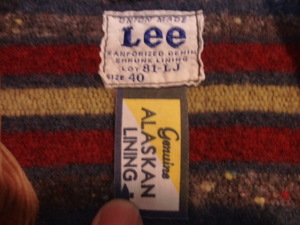 UNION MADE
Lee
SANFORIZED DENIM
SHRUNK LINING
LOT 81-LJ
SIZE 40
Genuine
ALASKAN
LINING